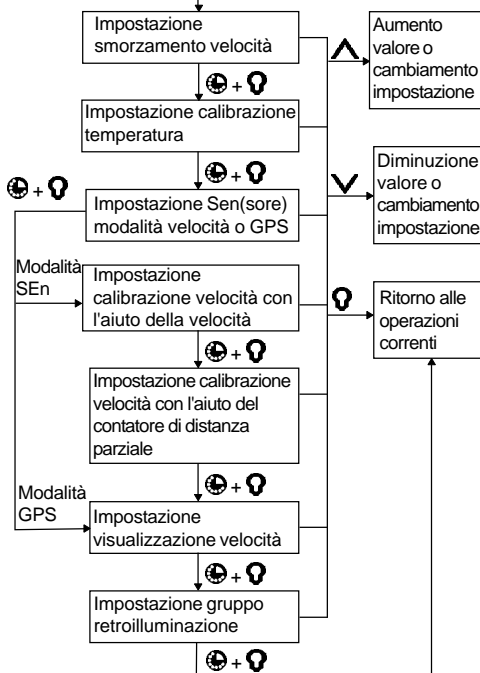 Impostazione
smorzamento velocità
Aumento
valore o
cambiamento
impostazione
+
Impostazione calibrazione
temperatura
+
+
Diminuzione
valore o
cambiamento
impostazione
Impostazione Sen(sore)
modalità velocità o GPS
Modalità
SEn
Impostazione
calibrazione velocità con
l'aiuto della velocità
Ritorno alle
operazioni
correnti
+
Impostazione calibrazione
velocità con l'aiuto del
contatore di distanza
parziale
+
Modalità
GPS
Impostazione
visualizzazione velocità
+
Impostazione gruppo
retroilluminazione
+